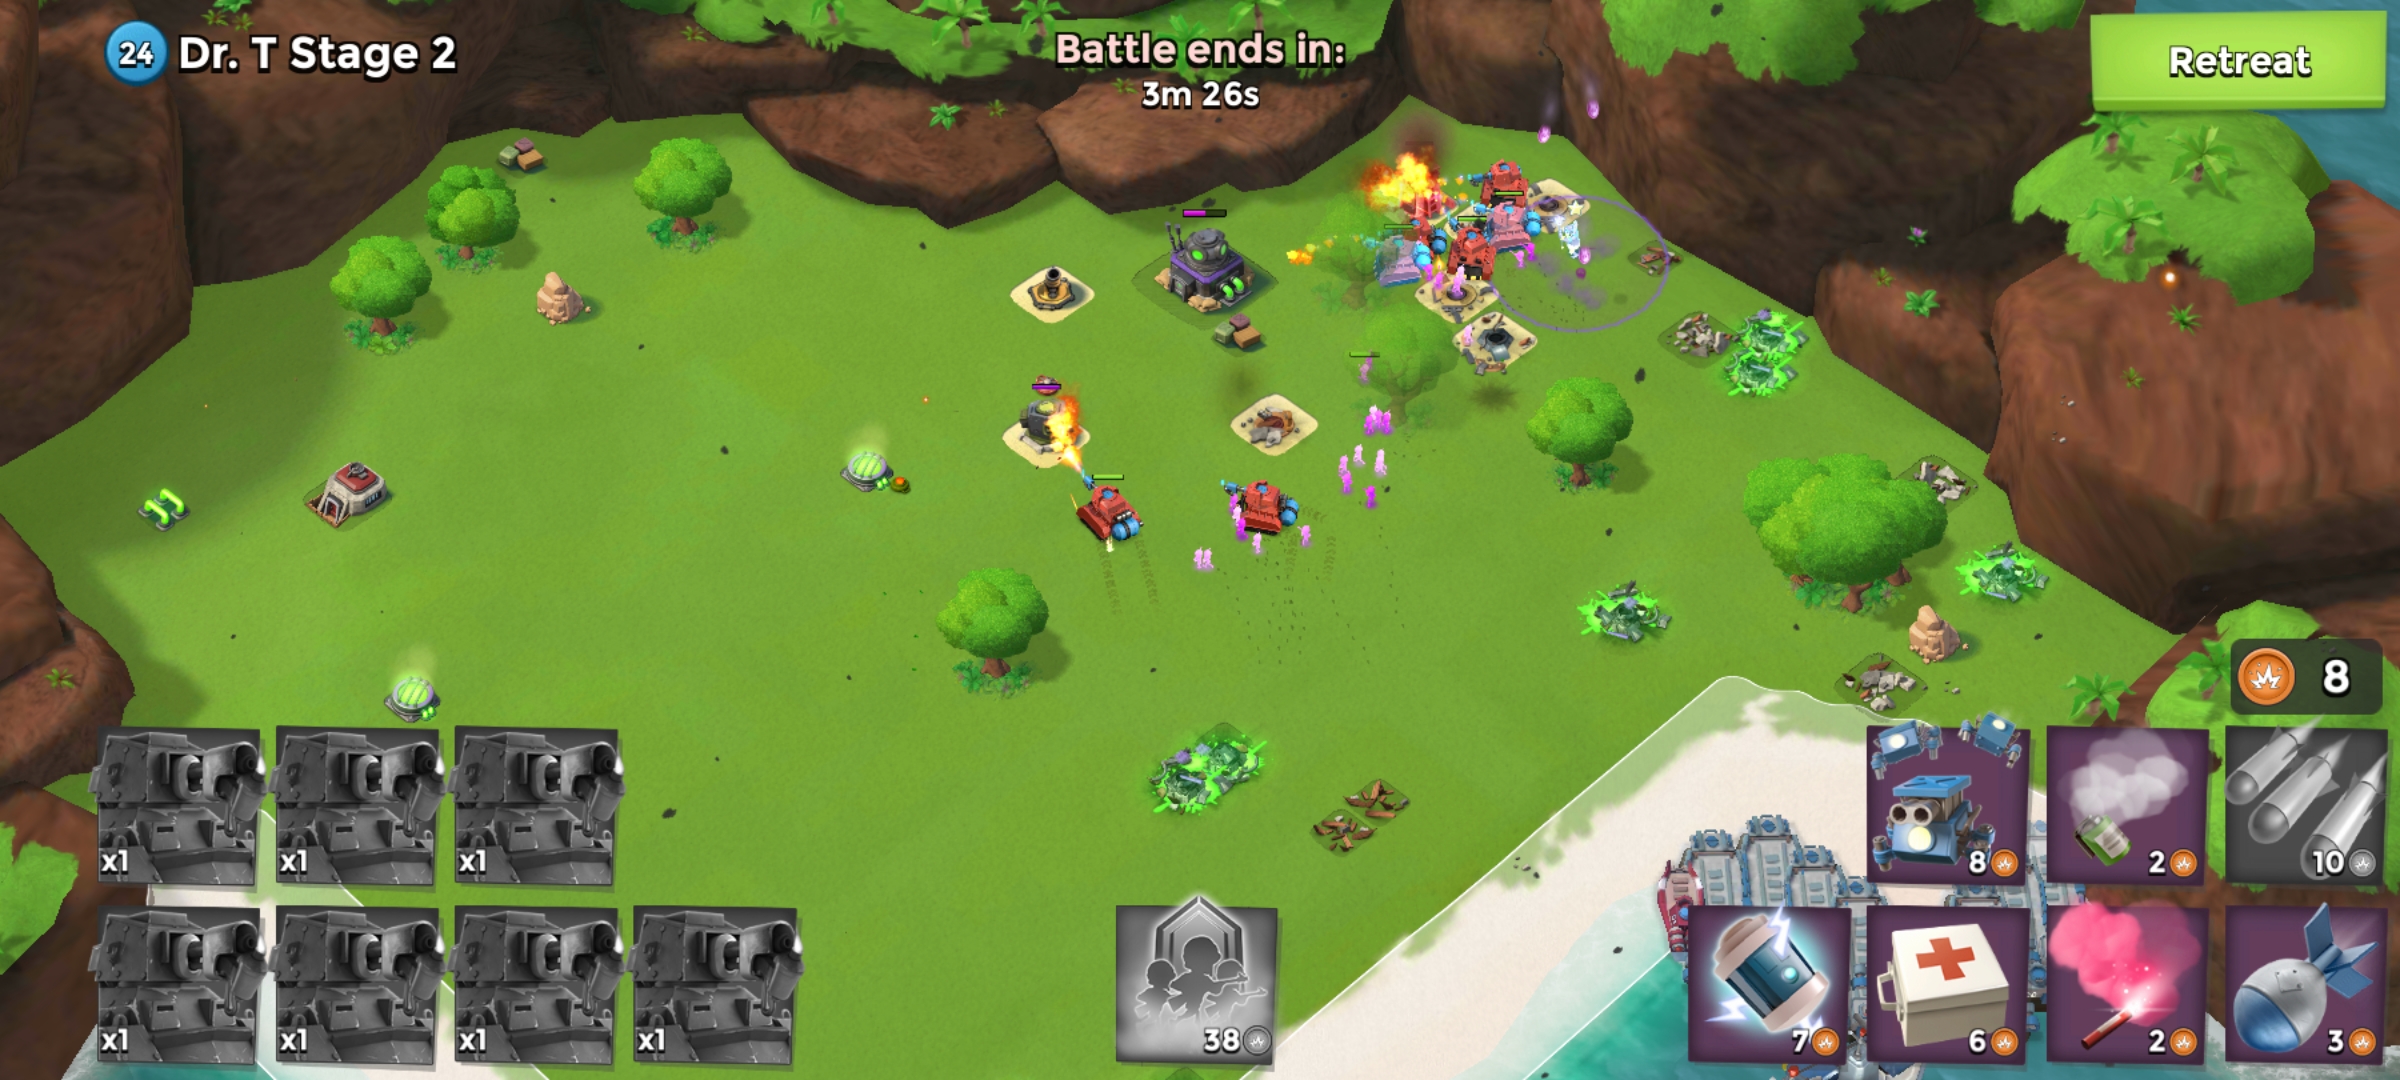 24 Dr. T Stage 2
Battle ends in:
3m 26s
Retreat
8
x1 x1 x1
8 2 10
x1 x1 x1 x1
38
7 6 2 3